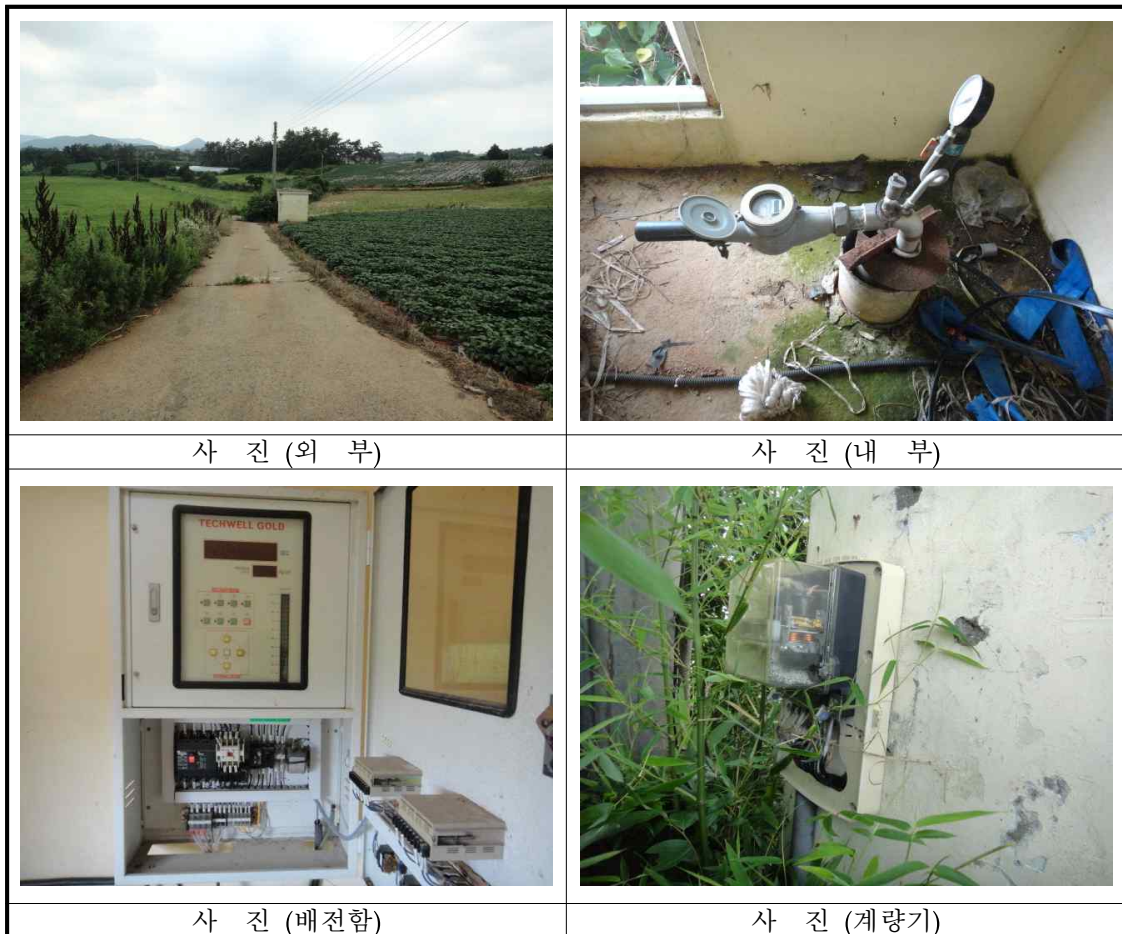 사 진 (외 부)
사 진 (내 부)
TECHWELL GOLD
사 진 (배전함)
사 진 (계량기)